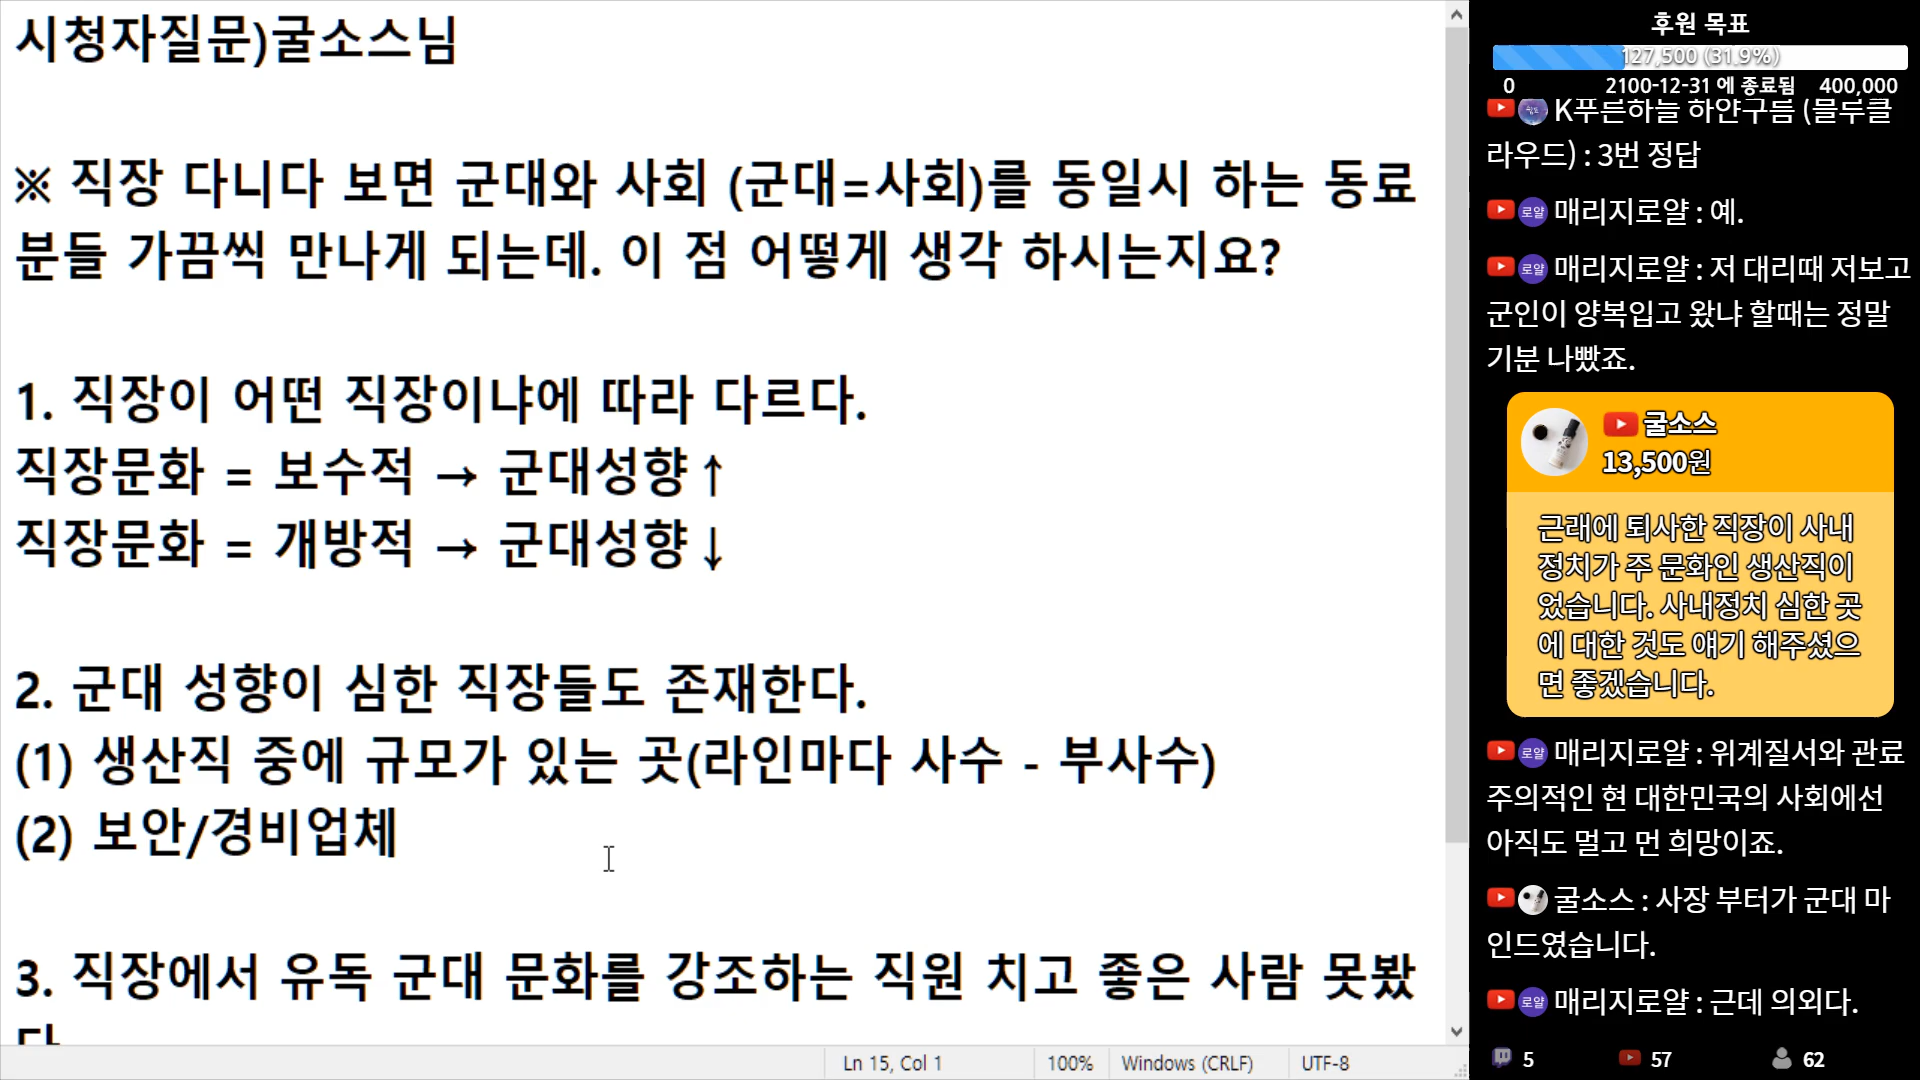 시청자질문)굴소스님
※ 직장 다니다 보면 군대와 사회 (군대=사회)를 동일시 하는 동료
분들 가끔씩 만나게 되는데. 이 점 어떻게 생각 하시는지요?
1. 직장이 어떤 직장이냐에 따라 다르다.
직장문화 = 보수적 → 군대성향↑
직장문화 = 개방적 → 군대성향↓
2. 군대 성향이 심한 직장들도 존재한다.
(1) 생산직 중에 규모가 있는 곳(라인마다 사수 - 부사수)
(2) 보안/경비업체
3. 직장에서 유독 군대 문화를 강조하는 직원 치고 좋은 사람 못봤
Ln 15, Col 1
100%
Windows (CRLF)
UTF-8
후원 목표
127,500 (31.9%)
0 2100-12-31 에 종료됨 400,000
K푸른하늘 하얀구름 (블루클
라우드) : 3번 정답
로얄 매리지로얄 : 예.
로얄 매리지로얄 : 저 대리때 저보고
군인이 양복입고 왔냐 할때는 정말
기분 나빴죠.
굴소스
13,500원
근래에 퇴사한 직장이 사내
정치가 주 문화인 생산직이
었습니다. 사내정치 심한 곳
에 대한 것도 얘기 해주셨으
면 좋겠습니다.
로얄 매리지로얄 : 위계질서와 관료
주의적인 현 대한민국의 사회에선
아직도 멀고 먼 희망이죠.
굴소스 : 사장 부터가 군대 마
인드였습니다.
로얄 매리지로얄 : 근데 의외다.
5 57 62